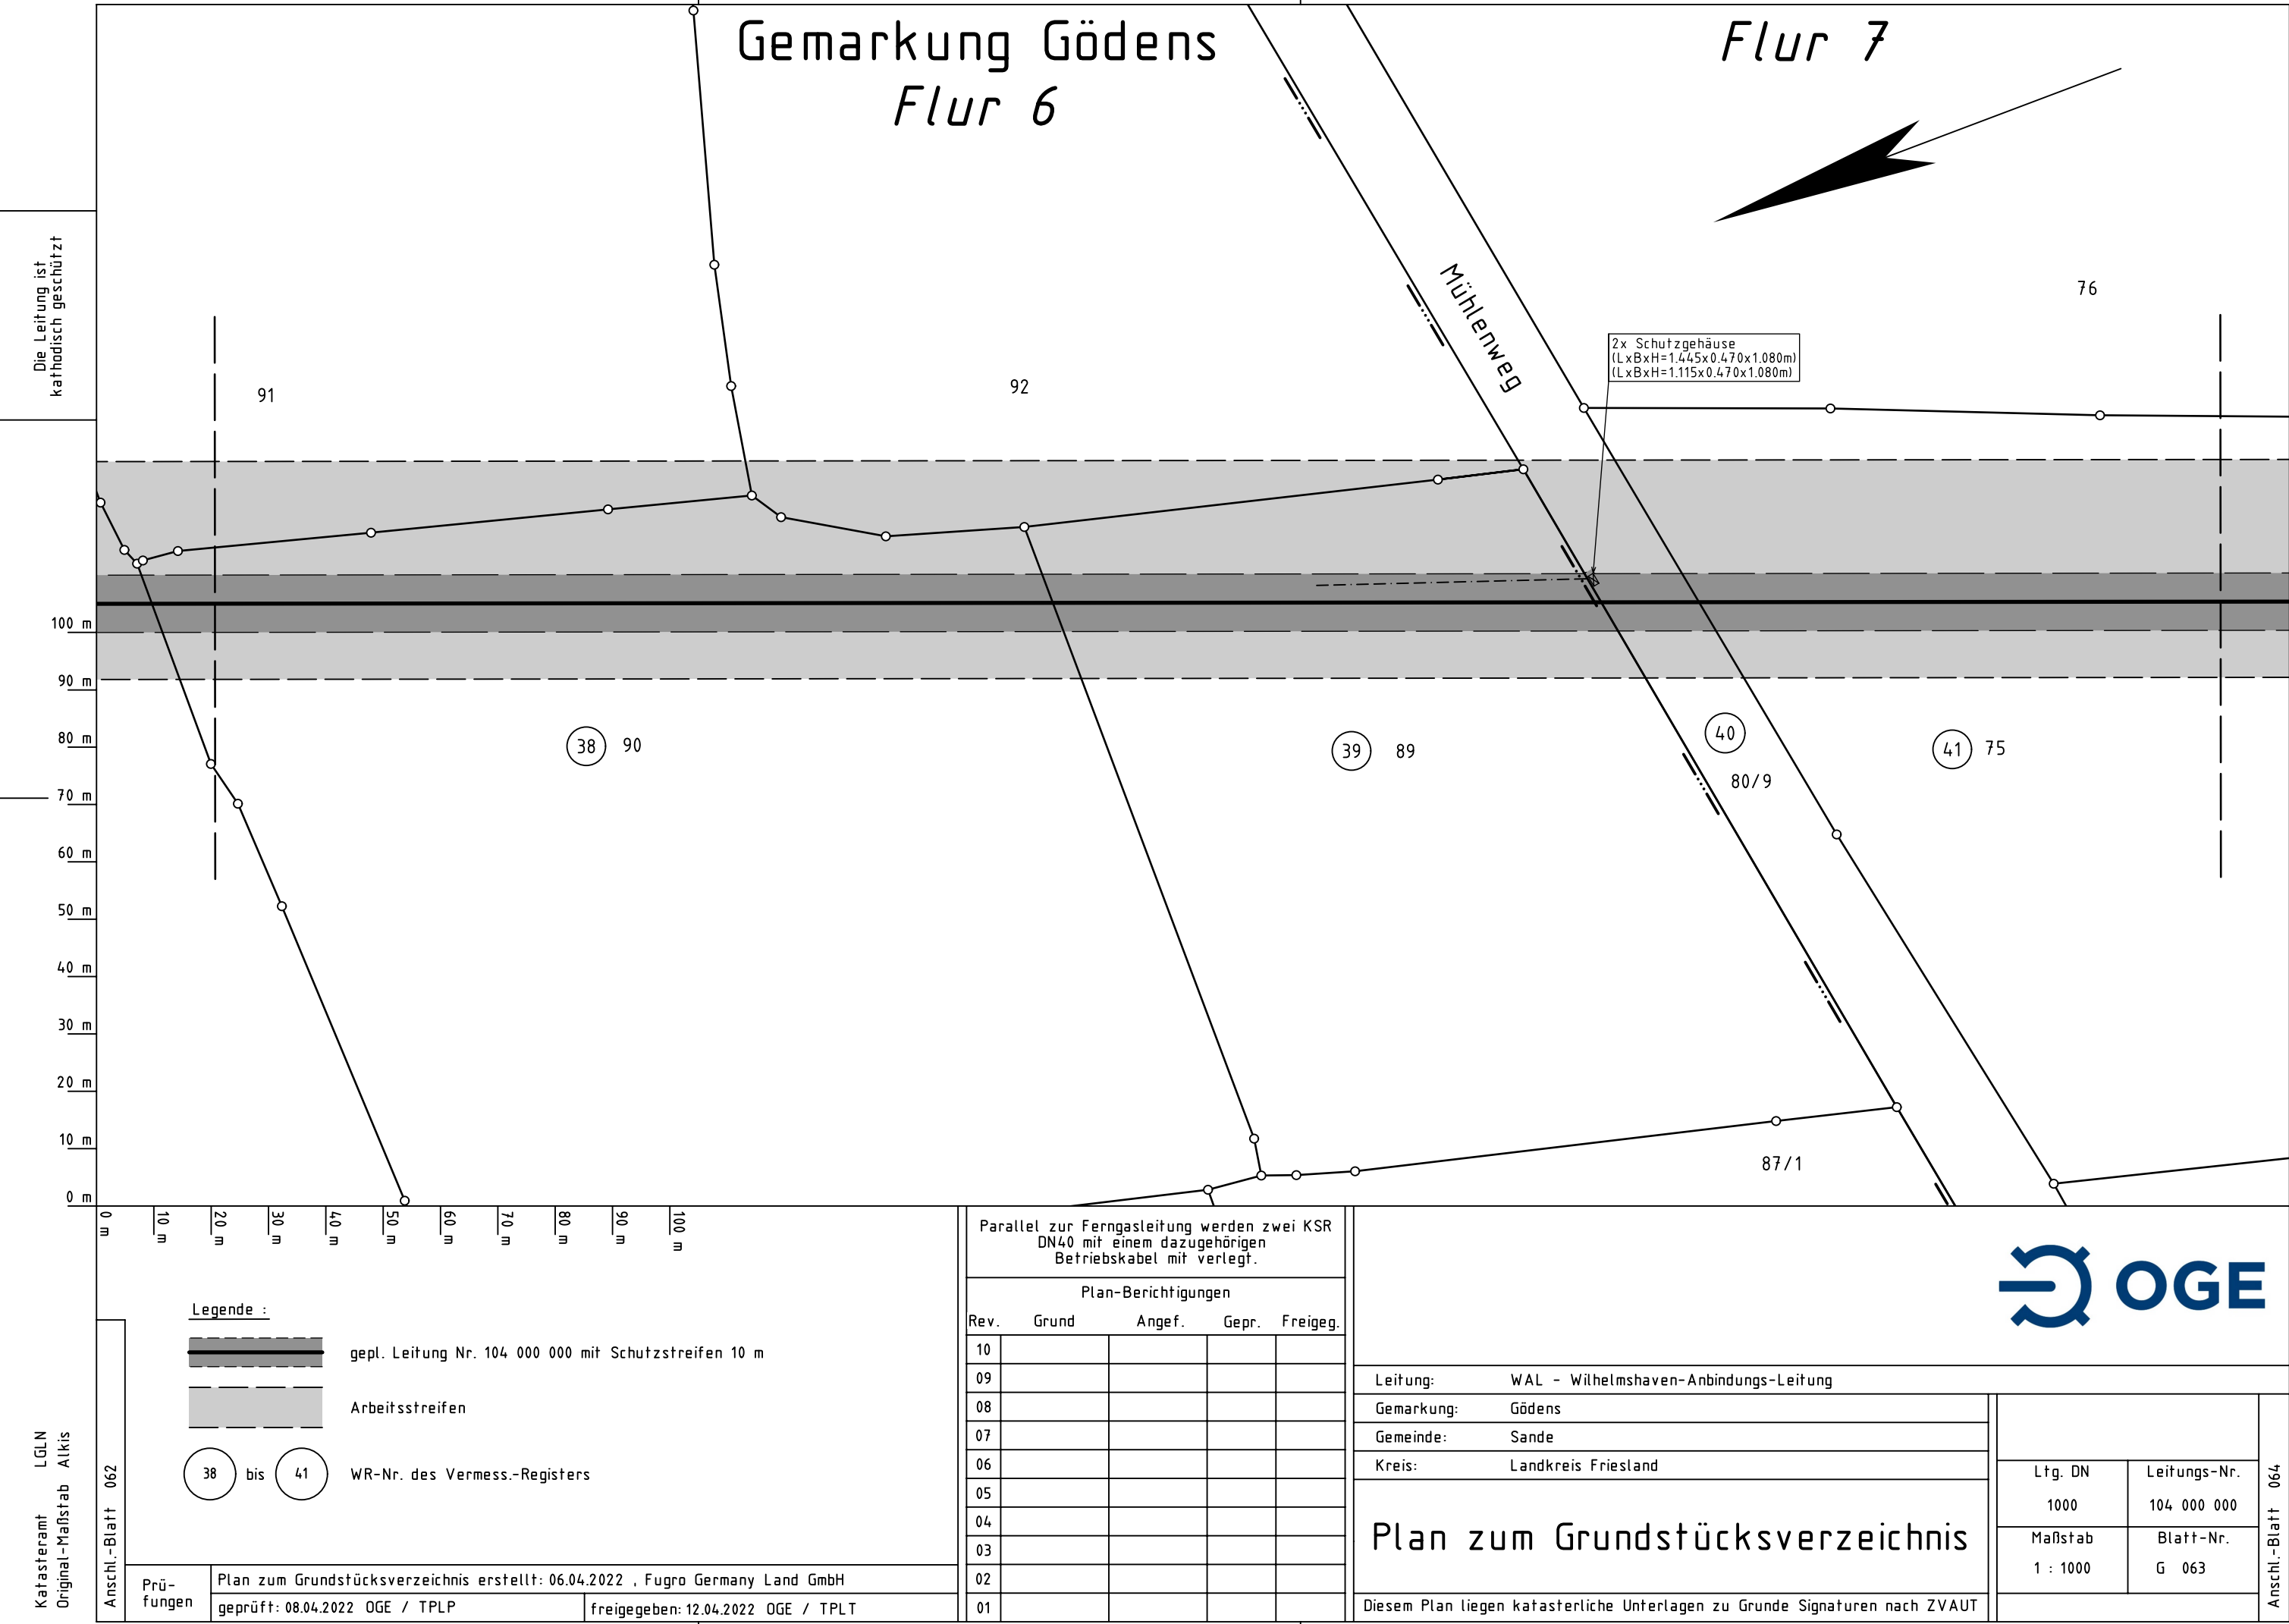 Gemarkung Gödens
Flur 6
Flur 7
Die Leitung ist
kathodisch geschützt
Mühlenweg
76
2x Schutzgehäuse
(LxBxH=1.445x0.470x1.080m)
(LxBxH=1.115x0.470x1.080m)
91
92
38 90
39 89
40
80/9
41 75
87/1
100 m
90 m
80 m
70 m
60 m
50 m
40 m
30 m
20 m
10 m
0 m
0 m
10 m
20 m
30 m
40 m
50 m
60 m
70 m
80 m
90 m
100 m
Legende :
gepl. Leitung Nr. 104 000 000 mit Schutzstreifen 10 m
Arbeitsstreifen
38 bis 41 WR-Nr. des Vermess.-Registers
Katasteramt LGLN
Original-Maßstab Alkis
Anschl.-Blatt 062
Prü-
fungen
Plan zum Grundstücksverzeichnis erstellt: 06.04.2022 , Fugro Germany Land GmbH
geprüft: 08.04.2022 OGE / TPLP
freigegeben: 12.04.2022 OGE / TPLT
Parallel zur Ferngasleitung werden zwei KSR
DN40 mit einem dazugehörigen
Betriebskabel mit verlegt.
Plan-Berichtigungen
Rev. Grund Angef. Gepr. Freigeg.
10
09
08
07
06
05
04
03
02
01
OGE
Leitung: WAL - Wilhelmshaven-Anbindungs-Leitung
Gemarkung: Gödens
Gemeinde: Sande
Kreis: Landkreis Friesland
Plan zum Grundstücksverzeichnis
Diesem Plan liegen katasterliche Unterlagen zu Grunde Signaturen nach ZVAUT
Ltg. DN Leitungs-Nr.
1000 104 000 000
Maßstab Blatt-Nr.
1 : 1000 G 063
Anschl.-Blatt 064